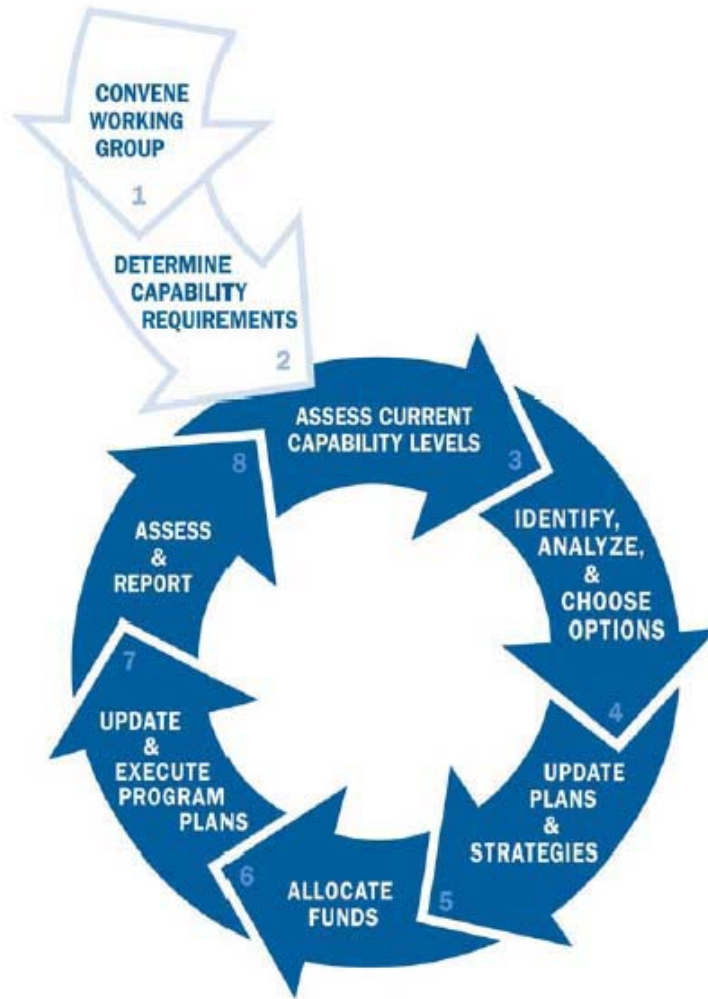 CONVENE
WORKING
GROUP
1
DETERMINE
CAPABILITY
REQUIREMENTS
2
ASSESS CURRENT
CAPABILITY LEVELS
3
IDENTIFY,
ANALYZE,
&
CHOOSE
OPTIONS
4
UPDATE
PLANS
&
STRATEGIES
5
ALLOCATE
FUNDS
6
UPDATE
&
EXECUTE
PROGRAM
PLANS
7
ASSESS
&
REPORT
8